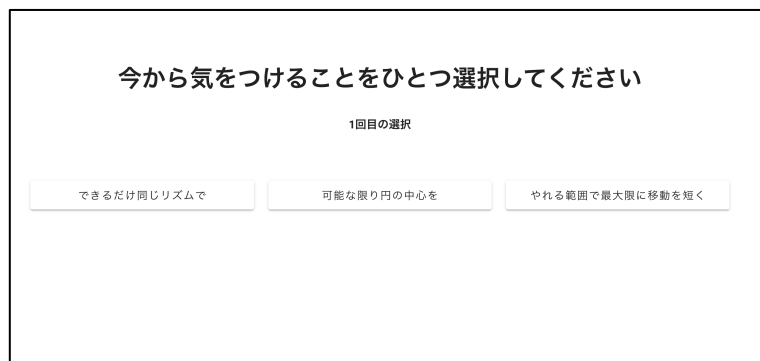 今から気をつけることをひとつ選択してください
1回目の選択
できるだけ同じリズムで
可能な限り円の中心を
やれる範囲で最大限に移動を短く